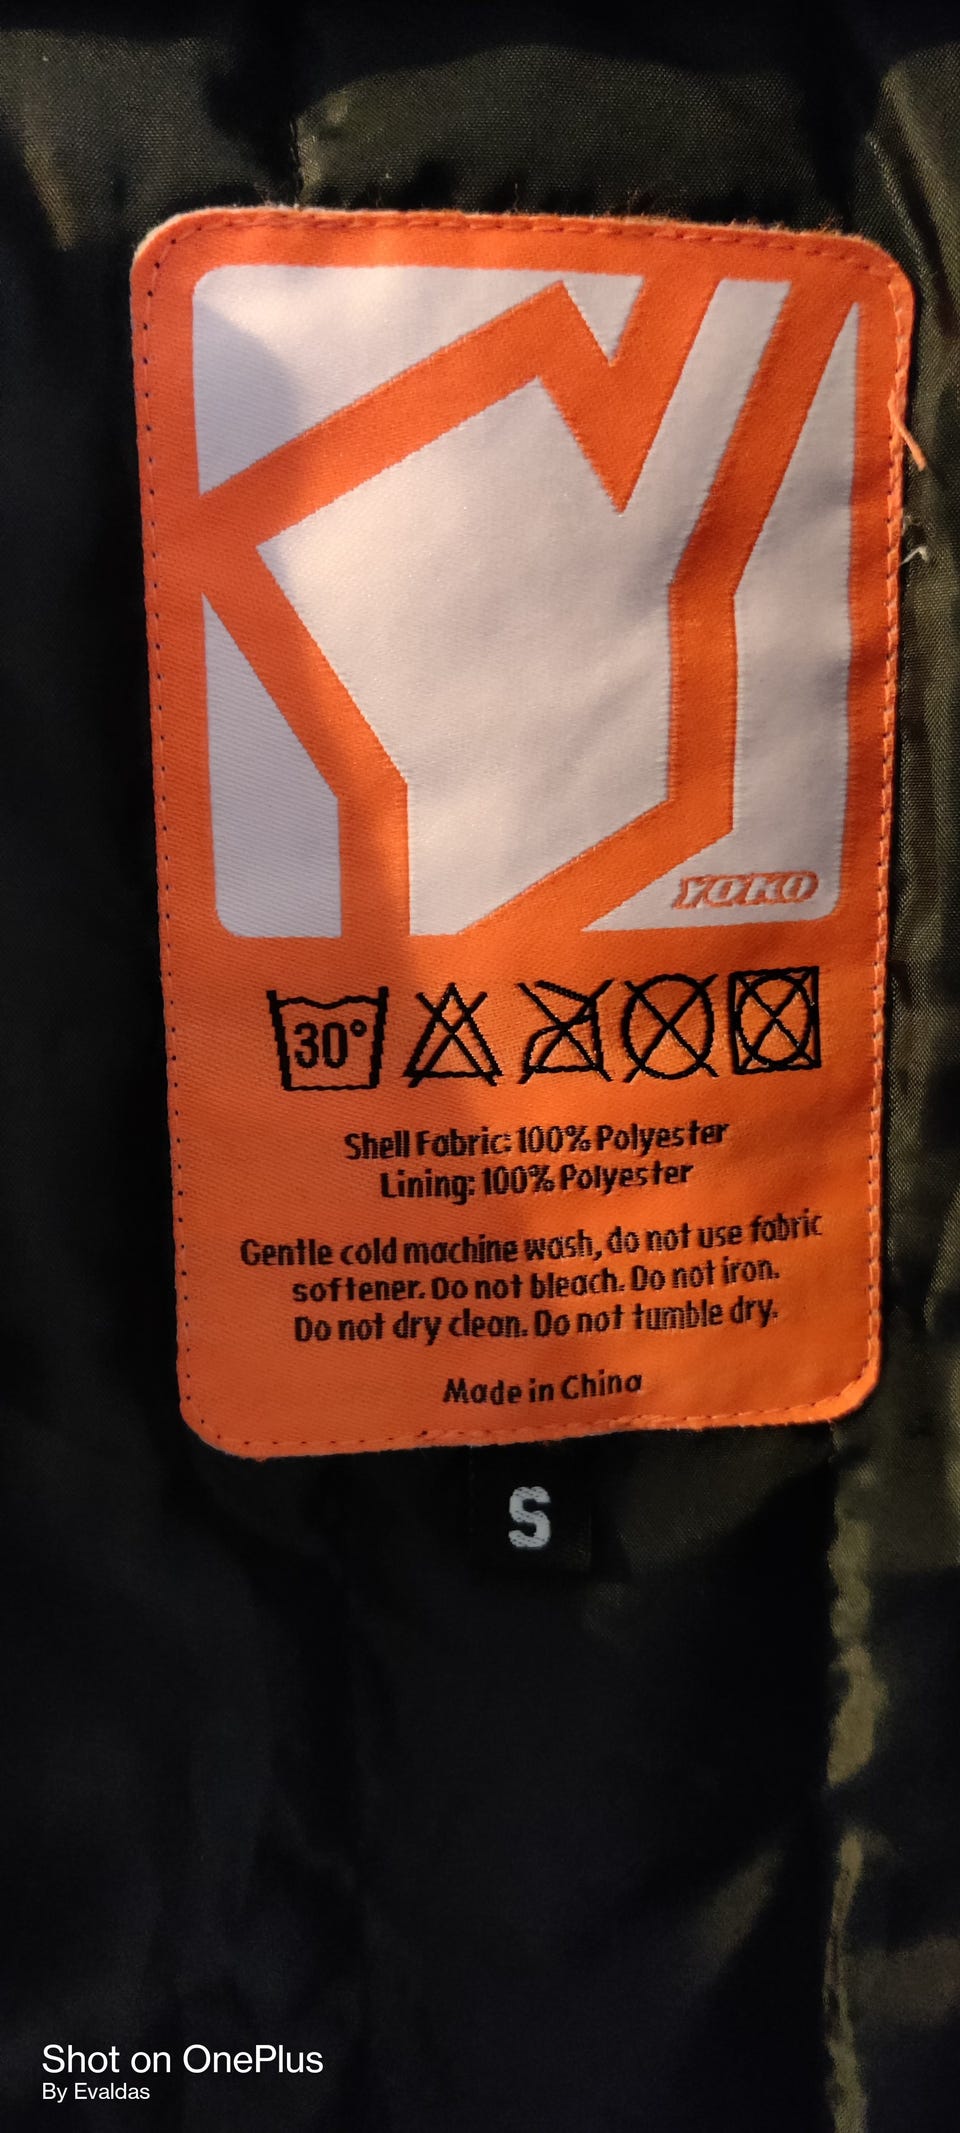 YOKO
30°
Shell Fabric: 100% Polyester
Lining: 100% Polyester
Gentle cold machine wash, do not use fabric
softener. Do not bleach. Do not iron.
Do not dry clean. Do not tumble dry.
Made in China
S
Shot on OnePlus
By Evaldas